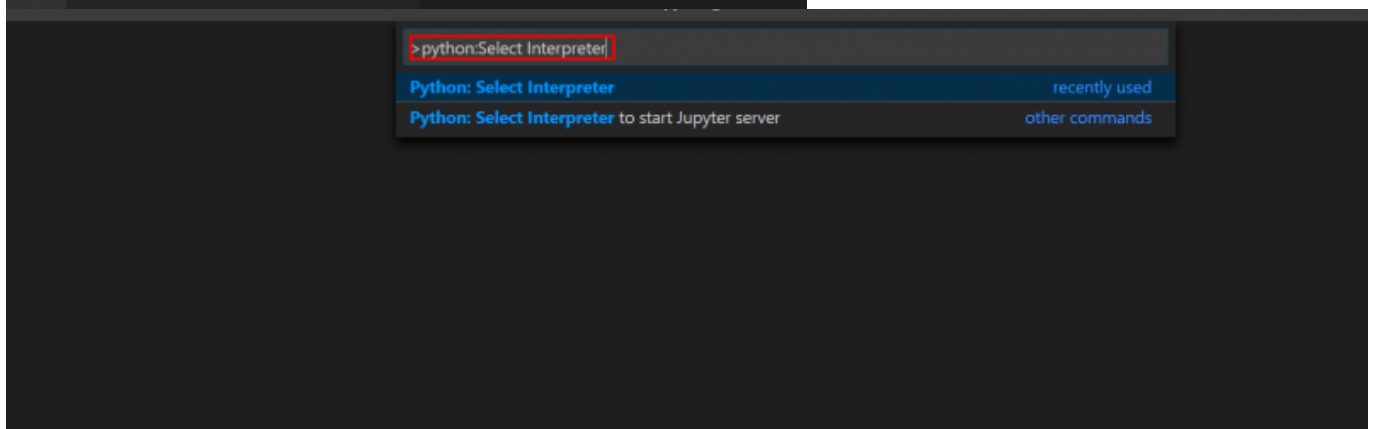 >python:Select Interpreter
Python: Select Interpreter recently used
Python: Select Interpreter to start Jupyter server other commands